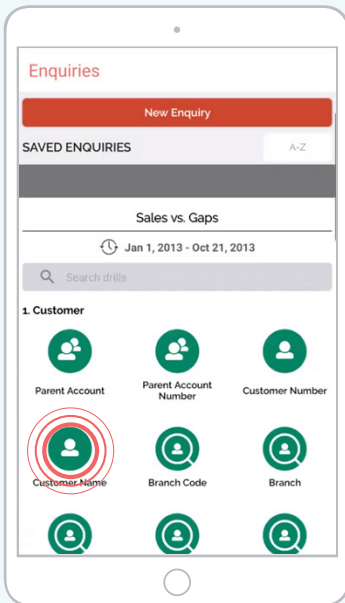 Enquiries
New Enquiry
SAVED ENQUIRIES A-Z
Sales vs. Gaps
Jan 1, 2013 - Oct 21, 2013
Search drills
1. Customer
Parent Account
Parent Account Number
Customer Number
Customer Name
Branch Code
Branch